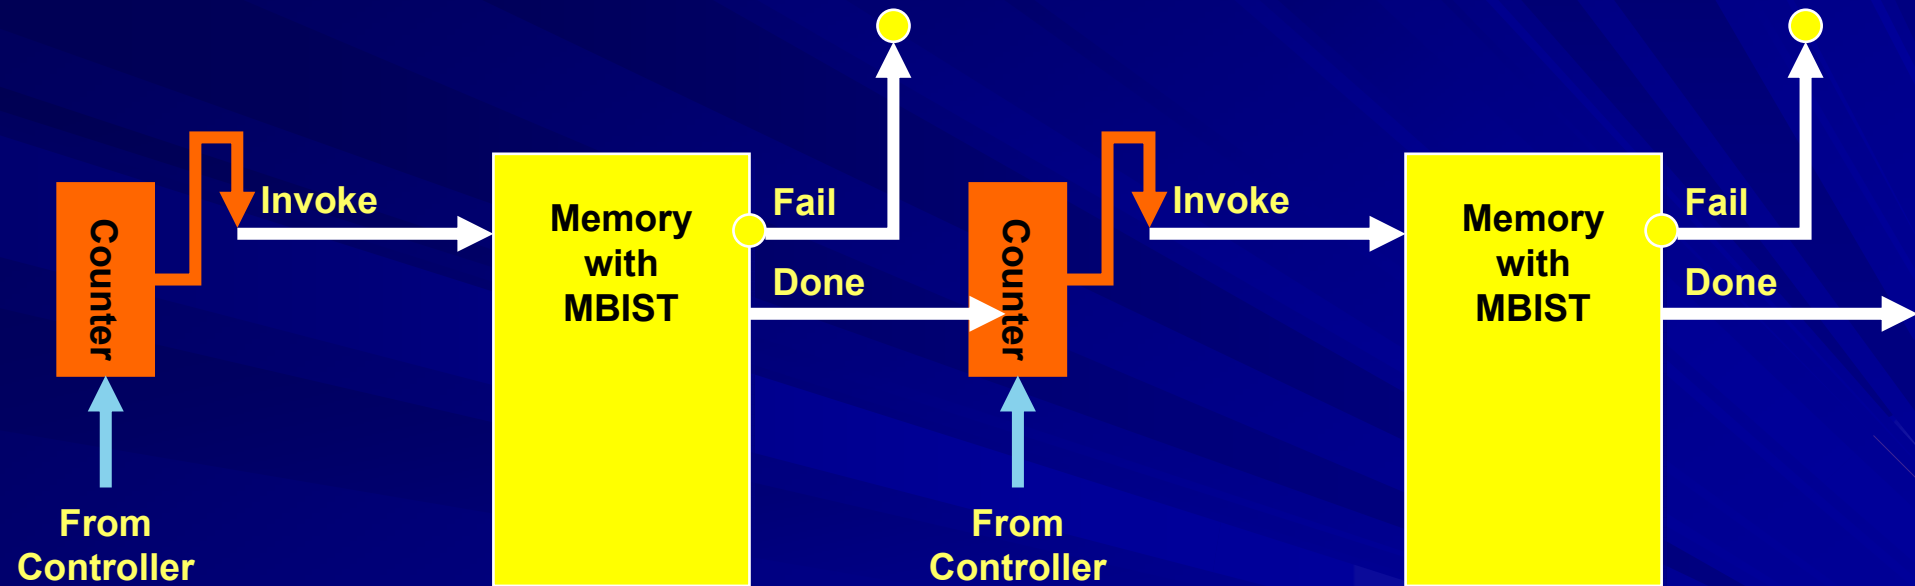 Counter
Invoke
Memory
with
MBIST
Fail
Done
From
Controller
Counter
Invoke
Memory
with
MBIST
Fail
Done
From
Controller